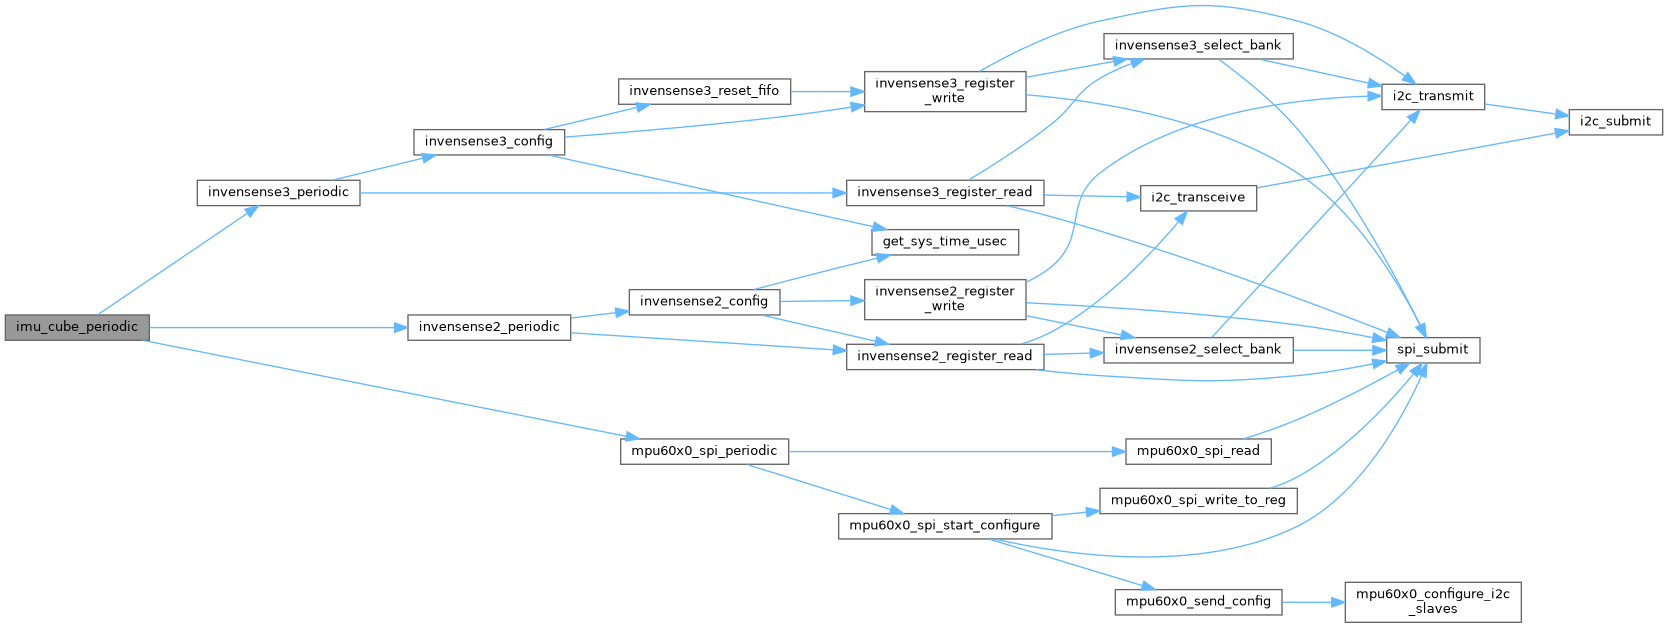 imu_cube_periodic
invensense3_periodic
invensense2_periodic
invensense3_config
invensense3_reset_fifo
invensense2_config
mpu60x0_spi_periodic
invensense3_register
_write
invensense3_register_read
get_sys_time_usec
invensense2_register
_write
invensense2_register_read
mpu60x0_spi_start_configure
invensense3_select_bank
i2c_transceive
invensense2_select_bank
mpu60x0_spi_read
mpu60x0_spi_write_to_reg
mpu60x0_send_config
i2c_transmit
i2c_submit
spi_submit
mpu60x0_configure_i2c
_slaves